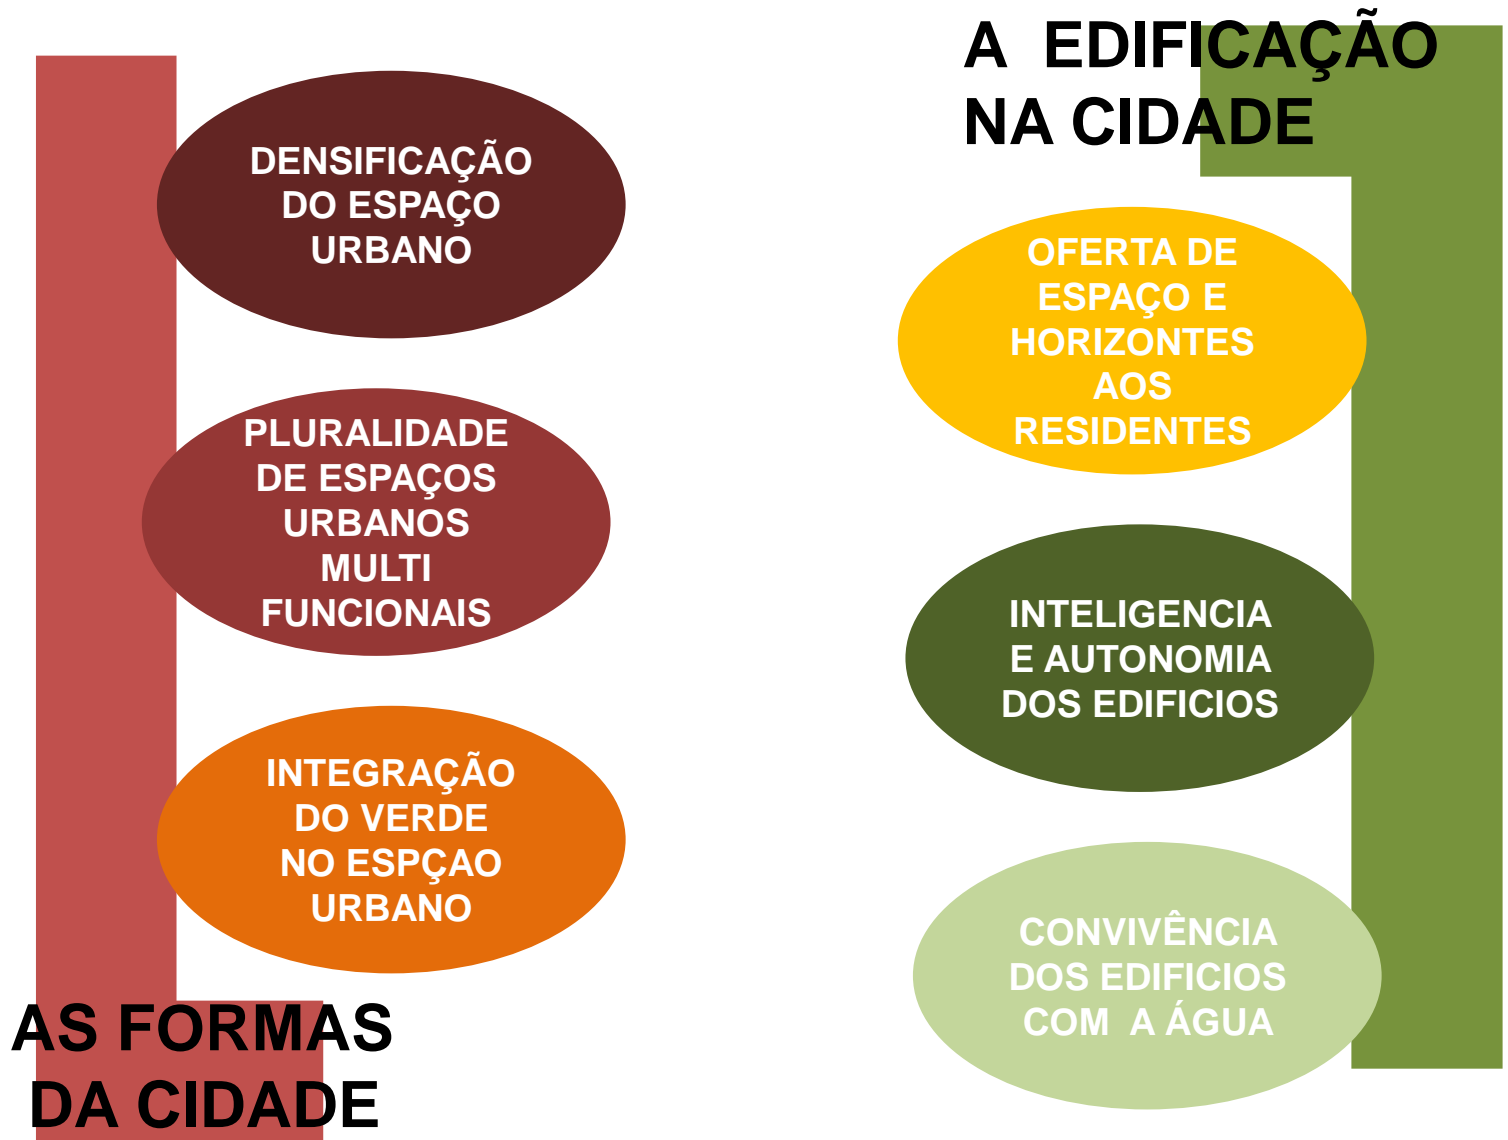 DENSIFICAÇÃO
DO ESPAÇO
URBANO
PLURALIDADE
DE ESPAÇOS
URBANOS
MULTI
FUNCIONAIS
INTEGRAÇÃO
DO VERDE
NO ESPÇAO
URBANO
AS FORMAS
DA CIDADE
A EDIFICAÇÃO
NA CIDADE
OFERTA DE
ESPAÇO E
HORIZONTES
AOS
RESIDENTES
INTELIGENCIA
E AUTONOMIA
DOS EDIFICIOS
CONVIVÊNCIA
DOS EDIFICIOS
COM A ÁGUA